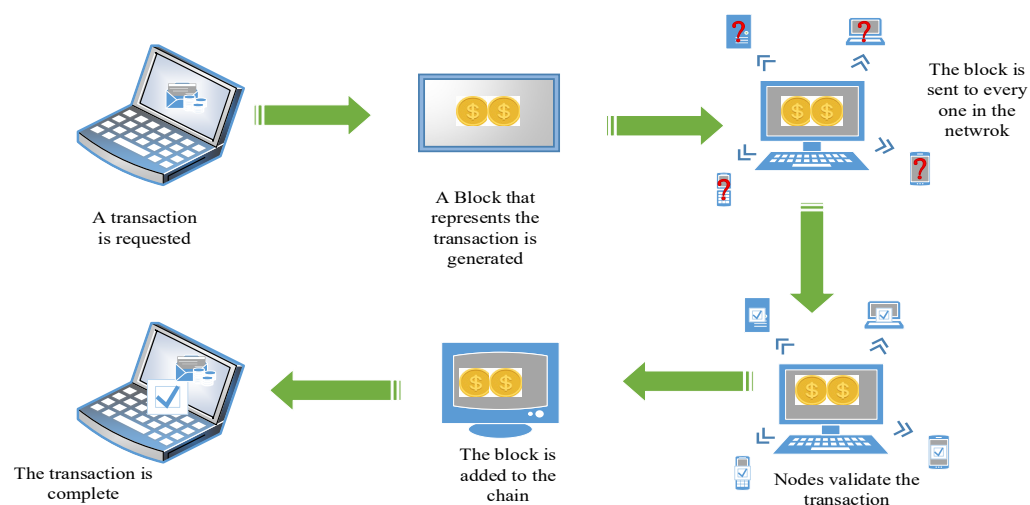 A transaction
is requested
A Block that
represents the
transaction is
generated
The block is
sent to every
one in the
netwrok
Nodes validate the
transaction
The block is
added to the
chain
The transaction is
complete